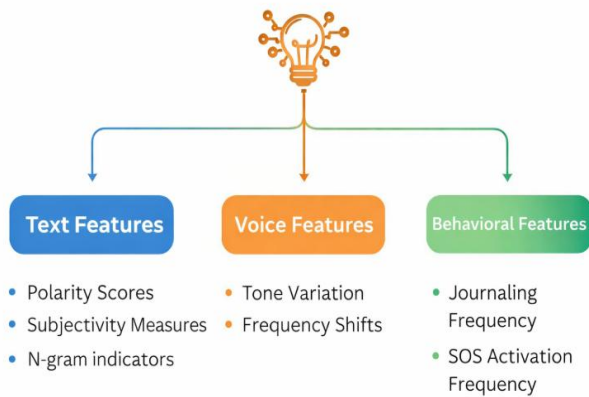 Text Features
Polarity Scores
Subjectivity Measures
N-gram indicators
Voice Features
Tone Variation
Frequency Shifts
Behavioral Features
Journaling
Frequency
SOS Activation
Frequency